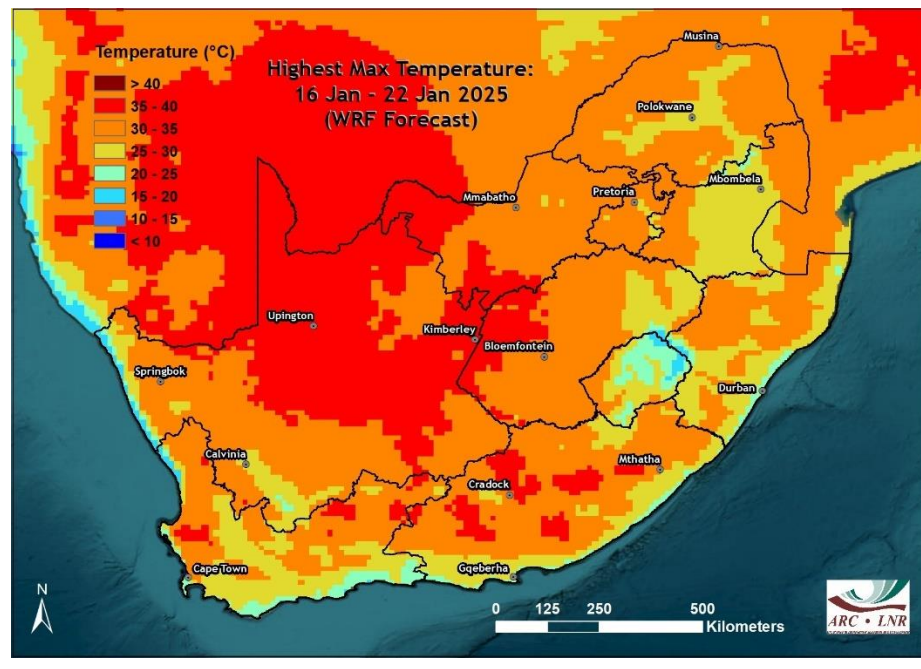 Temperature (°C)
> 40
35 - 40
30 - 35
25 - 30
20 - 25
15 - 20
10 - 15
< 10
Highest Max Temperature:
16 Jan - 22 Jan 2025
(WRF Forecast)
Musina
Polokwane
Mbombela
Pretoria
Mmabatho
Upington
Kimberley
Bloemfontein
Springbok
Durban
Calvinia
Mthatha
Cradock
Cape Town
Gqeberha
N
0 125 250 500
Kilometers
ARC • LNR